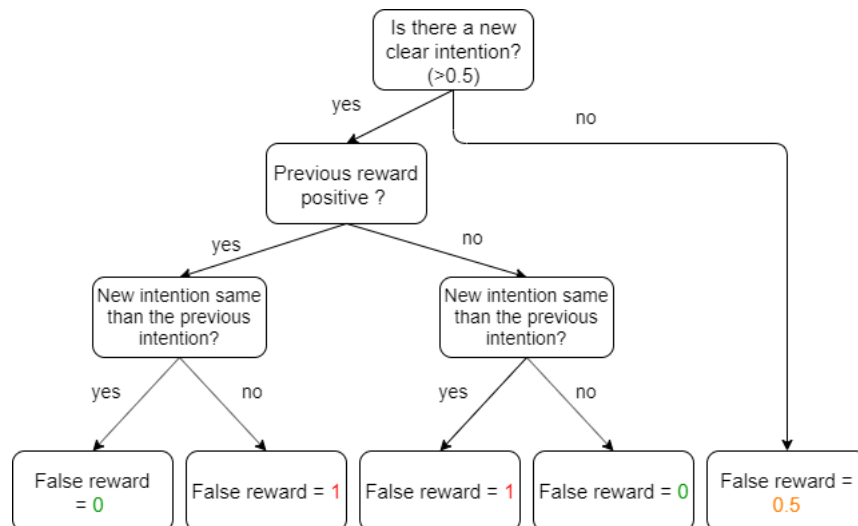 Is there a new
clear intention?
(>0.5)
yes
no
Previous reward
positive ?
yes
no
New intention same
than the previous
intention?
New intention same
than the previous
intention?
yes
no
yes
no
False reward
= 0
False reward = 1
False reward = 1
False reward = 0
False reward =
0.5